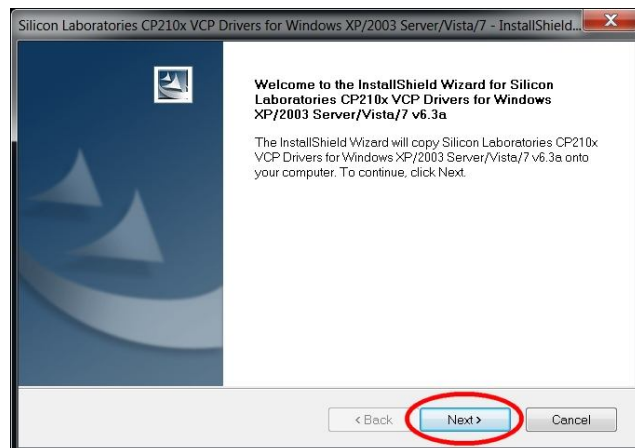 Silicon Laboratories CP210x VCP Drivers for Windows XP/2003 Server/Vista/7 - InstallShield...
Welcome to the InstallShield Wizard for Silicon
Laboratories CP210x VCP Drivers for Windows
XP/2003 Server/Vista/7 v6.3a
The InstallShield Wizard will copy Silicon Laboratories CP210x
VCP Drivers for Windows XP/2003 Server/Vista/7 v6.3a onto
your computer. To continue, click Next.
< Back Next > Cancel